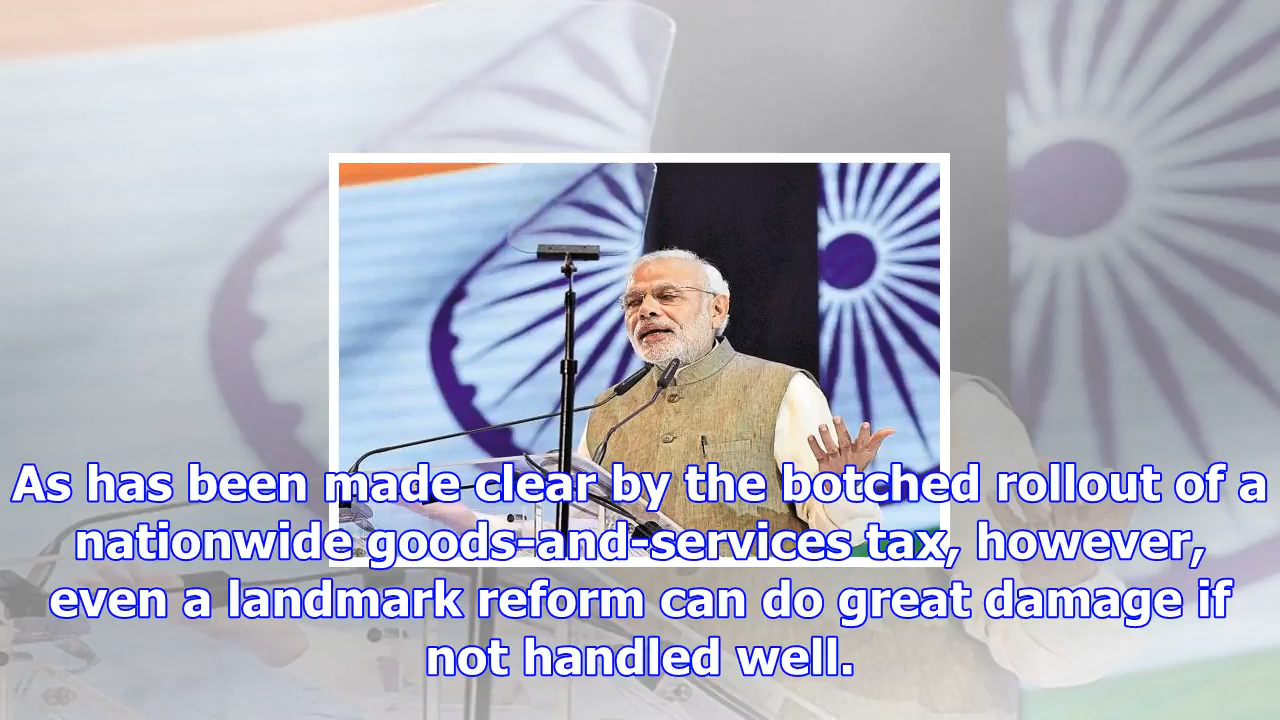 As has been made clear by the botched rollout of a
nationwide goods-and-services tax, however,
even a landmark reform can do great damage if
not handled well.